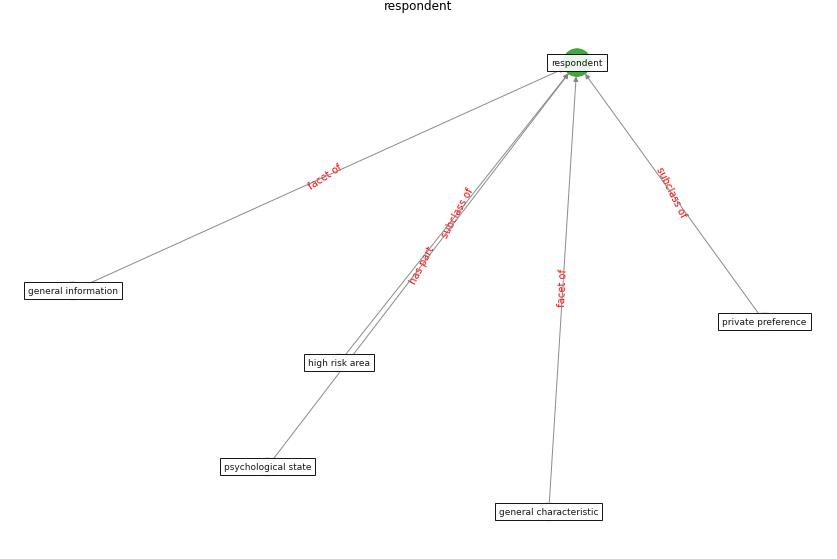 respondent
respondent
facet of
subclass of
subclass of
has part
facet of
general information
private preference
high risk area
psychological state
general characteristic